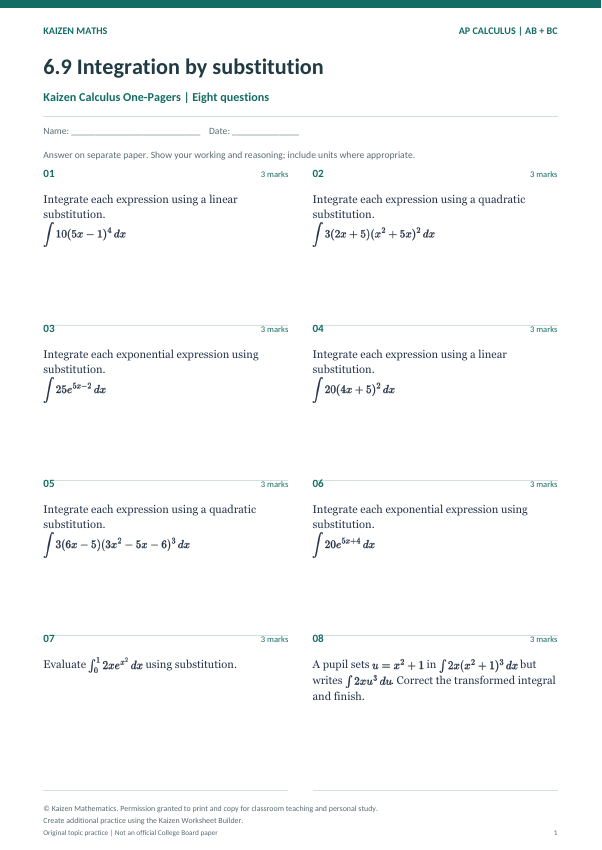 KAIZEN MATHS
AP CALCULUS | AB + BC
6.9 Integration by substitution
Kaizen Calculus One-Pagers | Eight questions
Name: ____________________________ Date: ______________
Answer on separate paper. Show your working and reasoning; include units where appropriate.
01 3 marks
Integrate each expression using a linear
substitution.
∫ 10(5x − 1)⁴ dx
02 3 marks
Integrate each expression using a quadratic
substitution.
∫ 3(2x + 5)(x² + 5x)² dx
03 3 marks
Integrate each exponential expression using
substitution.
∫ 25e⁵ˣ⁻² dx
04 3 marks
Integrate each expression using a linear
substitution.
∫ 20(4x + 5)² dx
05 3 marks
Integrate each expression using a quadratic
substitution.
∫ 3(6x − 5)(3x² − 5x − 6)³ dx
06 3 marks
Integrate each exponential expression using
substitution.
∫ 20e⁵ˣ⁺⁴ dx
07 3 marks
Evaluate ∫₀¹ 2xe^{x²} dx using substitution.
08 3 marks
A pupil sets u = x² + 1 in ∫ 2x(x² + 1)³ dx but
writes ∫ 2xu³ du. Correct the transformed integral
and finish.
© Kaizen Mathematics. Permission granted to print and copy for classroom teaching and personal study.
Create additional practice using the Kaizen Worksheet Builder.
Original topic practice | Not an official College Board paper
1